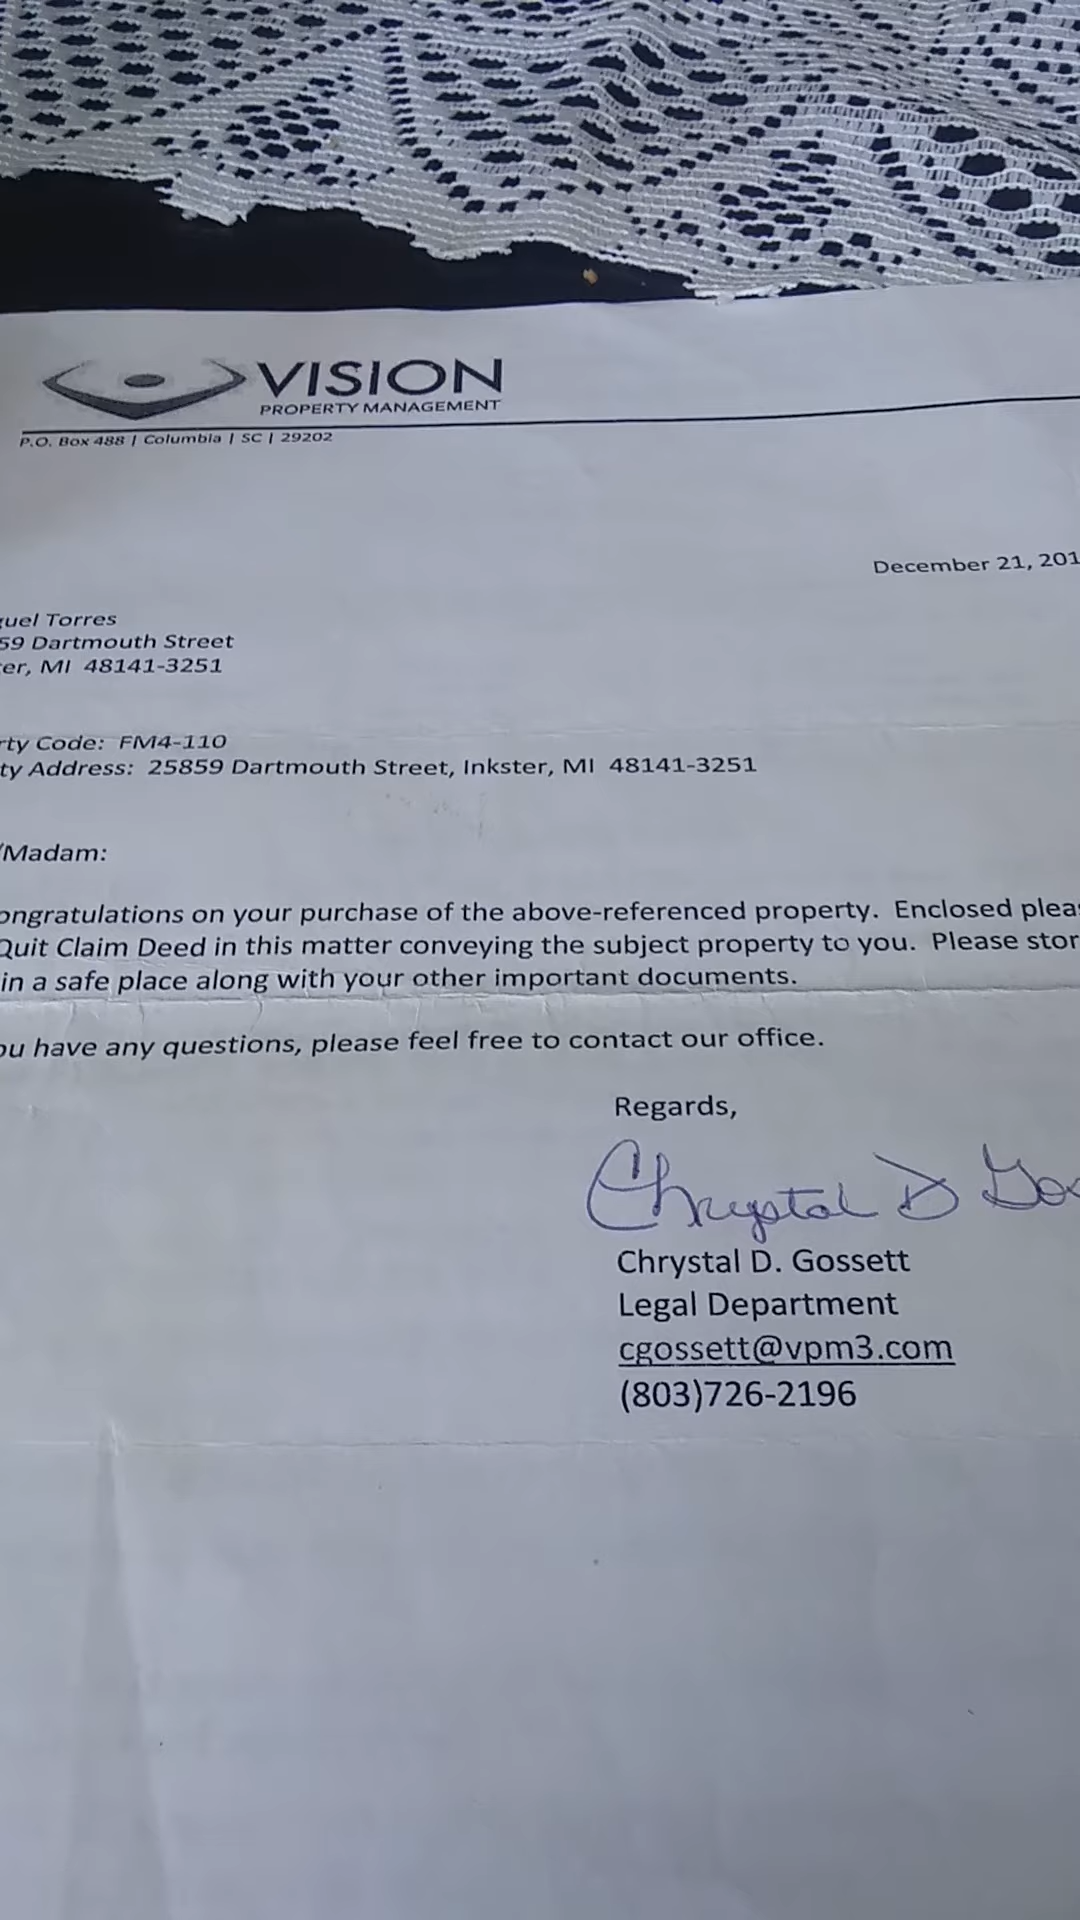 VISION
PROPERTY MANAGEMENT
P.O. Box 488 | Columbia | SC | 29202
December 21, 201
guel Torres
59 Dartmouth Street
er, MI 48141-3251
rty Code: FM4-110
ty Address: 25859 Dartmouth Street, Inkster, MI 48141-3251
/Madam:
ongratulations on your purchase of the above-referenced property. Enclosed pleas
Quit Claim Deed in this matter conveying the subject property to you. Please stor
in a safe place along with your other important documents.
ou have any questions, please feel free to contact our office.
Regards,
Chrystal D Gos
Chrystal D. Gossett
Legal Department
cgossett@vpm3.com
(803)726-2196